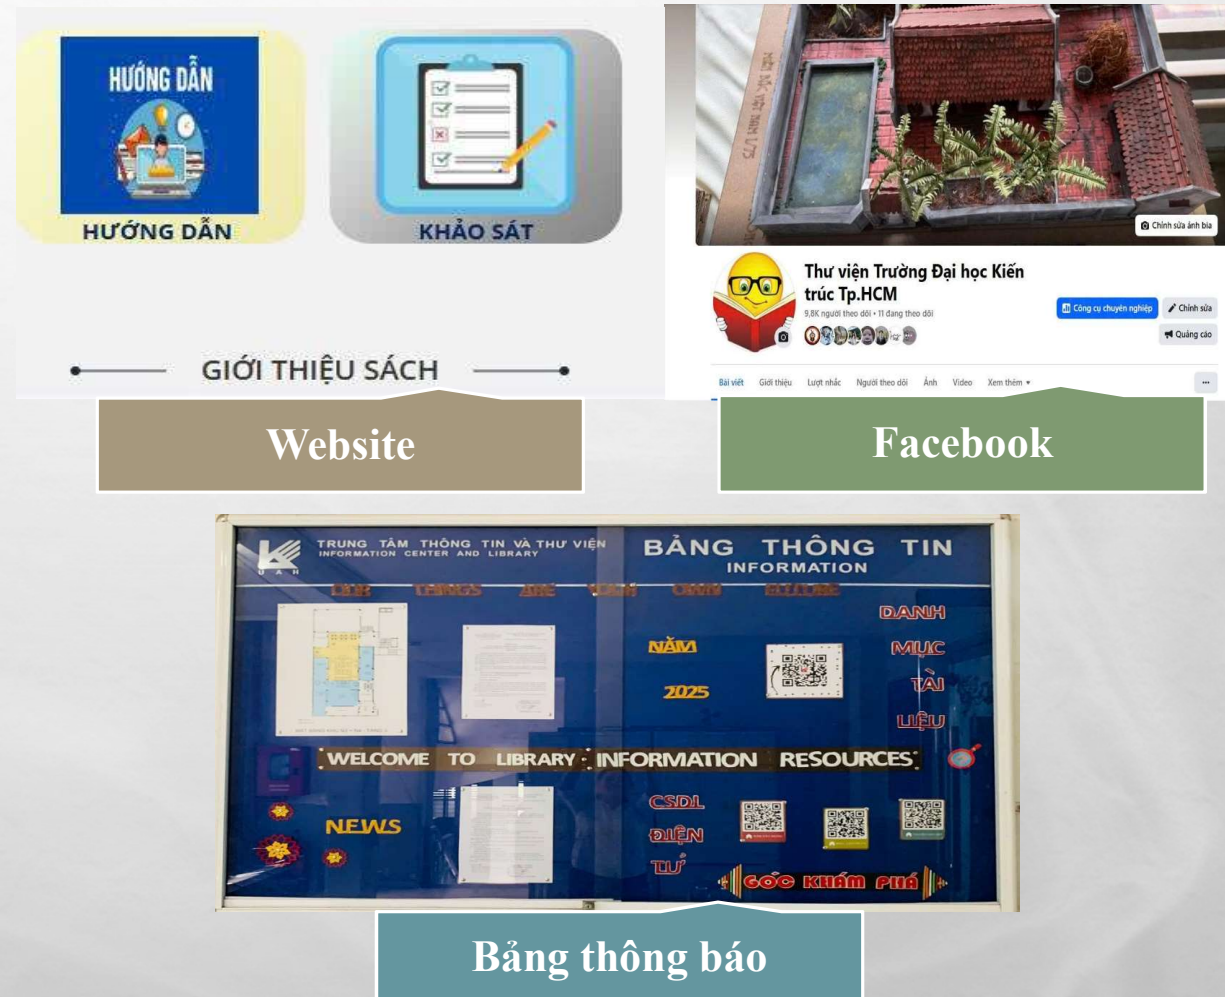 HƯỚNG DẪN
HƯỚNG DẪN
KHẢO SÁT
GIỚI THIỆU SÁCH
Website
Chỉnh sửa ảnh bìa
Thư viện Trường Đại học Kiến
trúc Tp.HCM
9,8K người theo dõi • 11 đang theo dõi
Công cụ chuyên nghiệp
Chỉnh sửa
Quảng cáo
Bài viết Giới thiệu Lượt nhắc Người theo dõi Ảnh Video Xem thêm
Facebook
UAH
TRUNG TÂM THÔNG TIN VÀ THƯ VIỆN
INFORMATION CENTER AND LIBRARY
BẢNG THÔNG TIN
INFORMATION
THINGS ARE OWN
DANH
MỤC
TÀI
LIỆU
NĂM
2025
WELCOME TO LIBRARY INFORMATION RESOURCES
NEWS
CSDL
ĐIỆN
TỬ
GÓC KHÁM PHÁ
Bảng thông báo